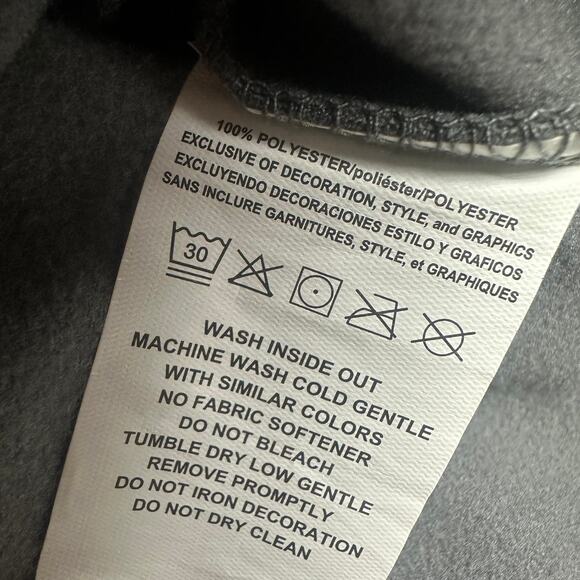 100% POLYESTER/poliéster/POLYESTER
EXCLUSIVE OF DECORATION, STYLE, and GRAPHICS
EXCLUYENDO DECORACIONES ESTILO Y GRAFICOS
SANS INCLURE GARNITURES, STYLE, et GRAPHIQUES
30
WASH INSIDE OUT
MACHINE WASH COLD GENTLE
WITH SIMILAR COLORS
NO FABRIC SOFTENER
DO NOT BLEACH
TUMBLE DRY LOW GENTLE
REMOVE PROMPTLY
DO NOT IRON DECORATION
DO NOT DRY CLEAN